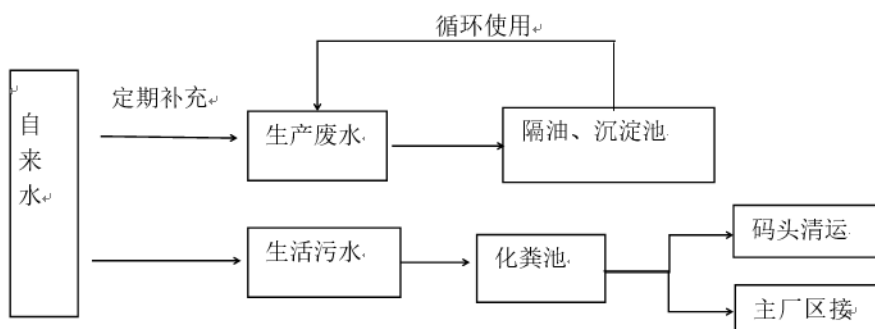 循环使用
定期补充
自
来
水
生产废水
隔油、沉淀池
生活污水
化粪池
码头清运
主厂区接